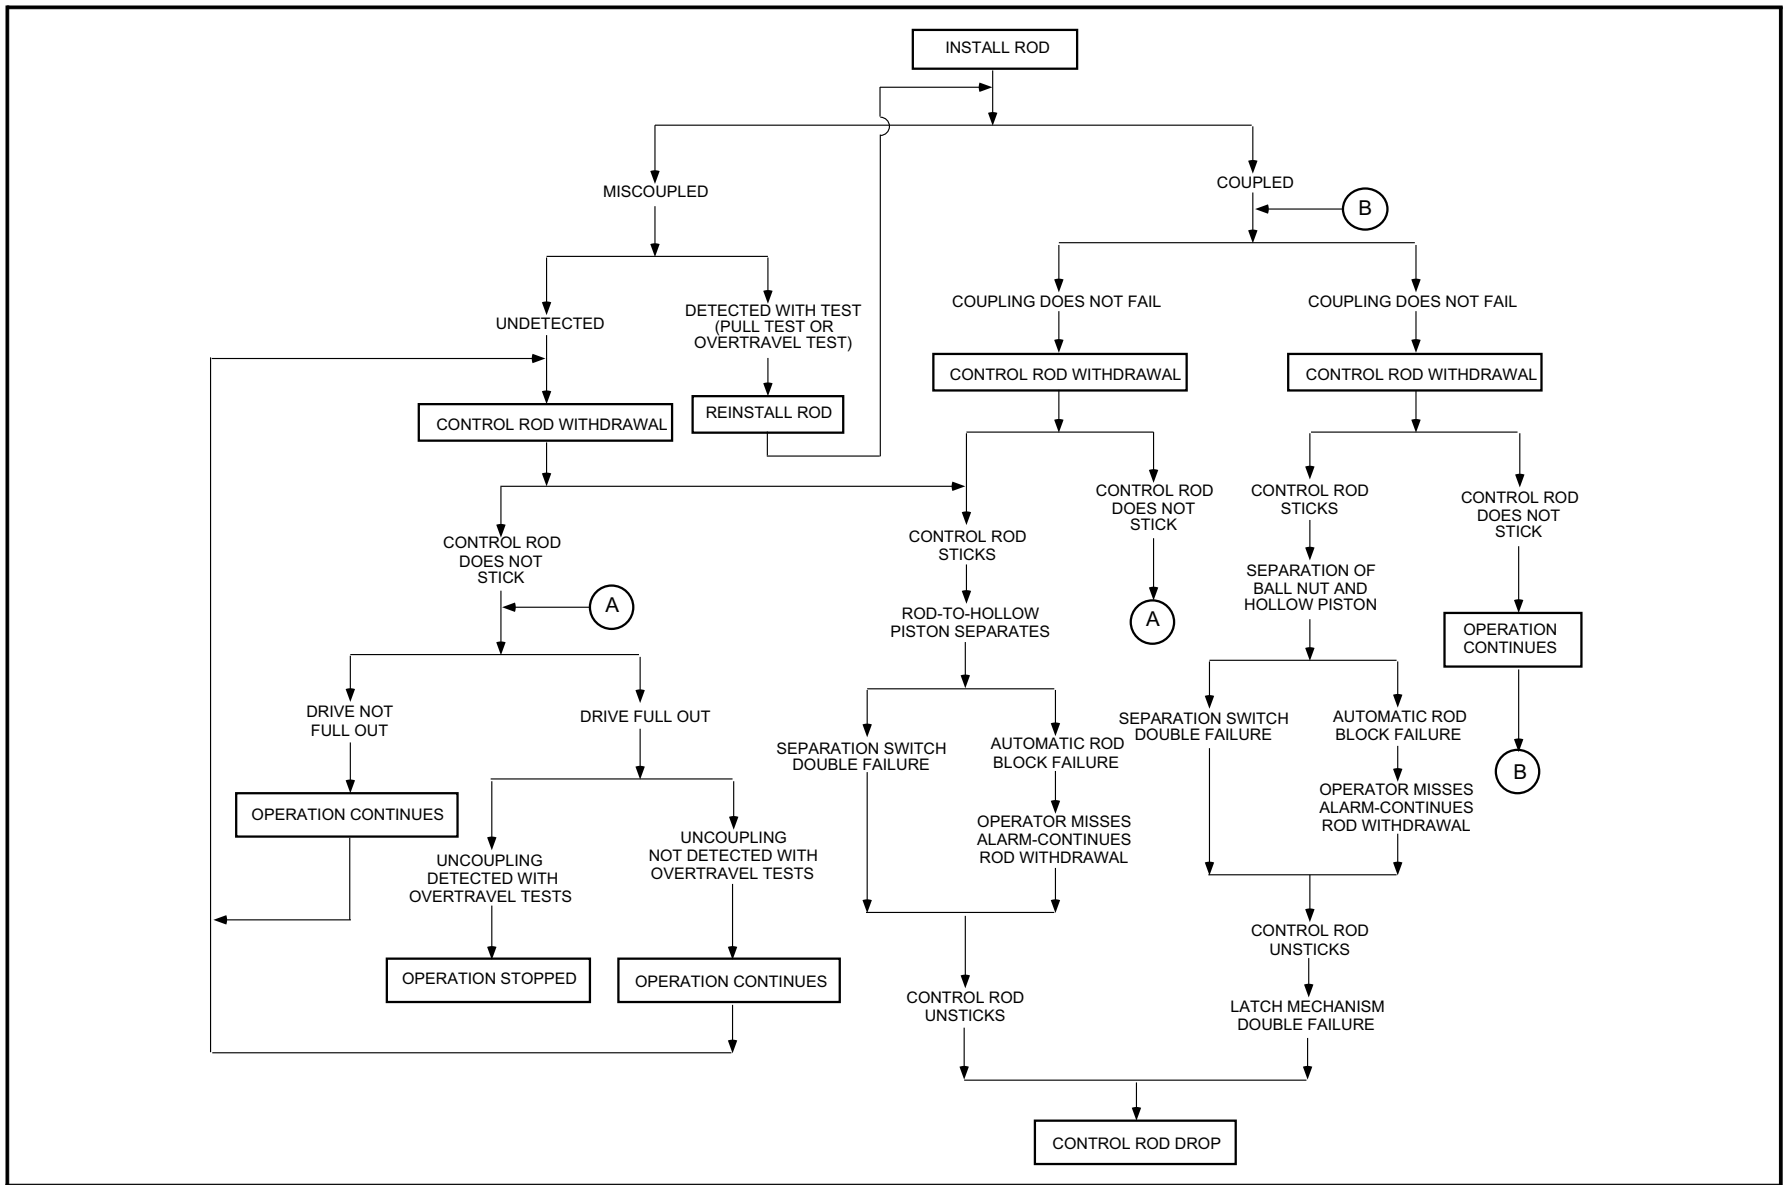 INSTALL ROD
MISCOUPLED
COUPLED
B
UNDETECTED
DETECTED WITH TEST
(PULL TEST OR
OVERTRAVEL TEST)
COUPLING DOES NOT FAIL
COUPLING DOES NOT FAIL
CONTROL ROD WITHDRAWAL
REINSTALL ROD
CONTROL ROD WITHDRAWAL
CONTROL ROD WITHDRAWAL
CONTROL ROD
DOES NOT
STICK
A
CONTROL ROD
STICKS
ROD-TO-HOLLOW
PISTON SEPARATES
CONTROL ROD
DOES NOT
STICK
A
CONTROL ROD
STICKS
SEPARATION OF
BALL NUT AND
HOLLOW PISTON
CONTROL ROD
DOES NOT
STICK
OPERATION
CONTINUES
B
DRIVE NOT
FULL OUT
DRIVE FULL OUT
OPERATION CONTINUES
UNCOUPLING
DETECTED WITH
OVERTRAVEL TESTS
UNCOUPLING
NOT DETECTED WITH
OVERTRAVEL TESTS
OPERATION STOPPED
OPERATION CONTINUES
SEPARATION SWITCH
DOUBLE FAILURE
AUTOMATIC ROD
BLOCK FAILURE
OPERATOR MISSES
ALARM-CONTINUES
ROD WITHDRAWAL
CONTROL ROD
UNSTICKS
SEPARATION SWITCH
DOUBLE FAILURE
AUTOMATIC ROD
BLOCK FAILURE
OPERATOR MISSES
ALARM-CONTINUES
ROD WITHDRAWAL
CONTROL ROD
UNSTICKS
LATCH MECHANISM
DOUBLE FAILURE
CONTROL ROD DROP